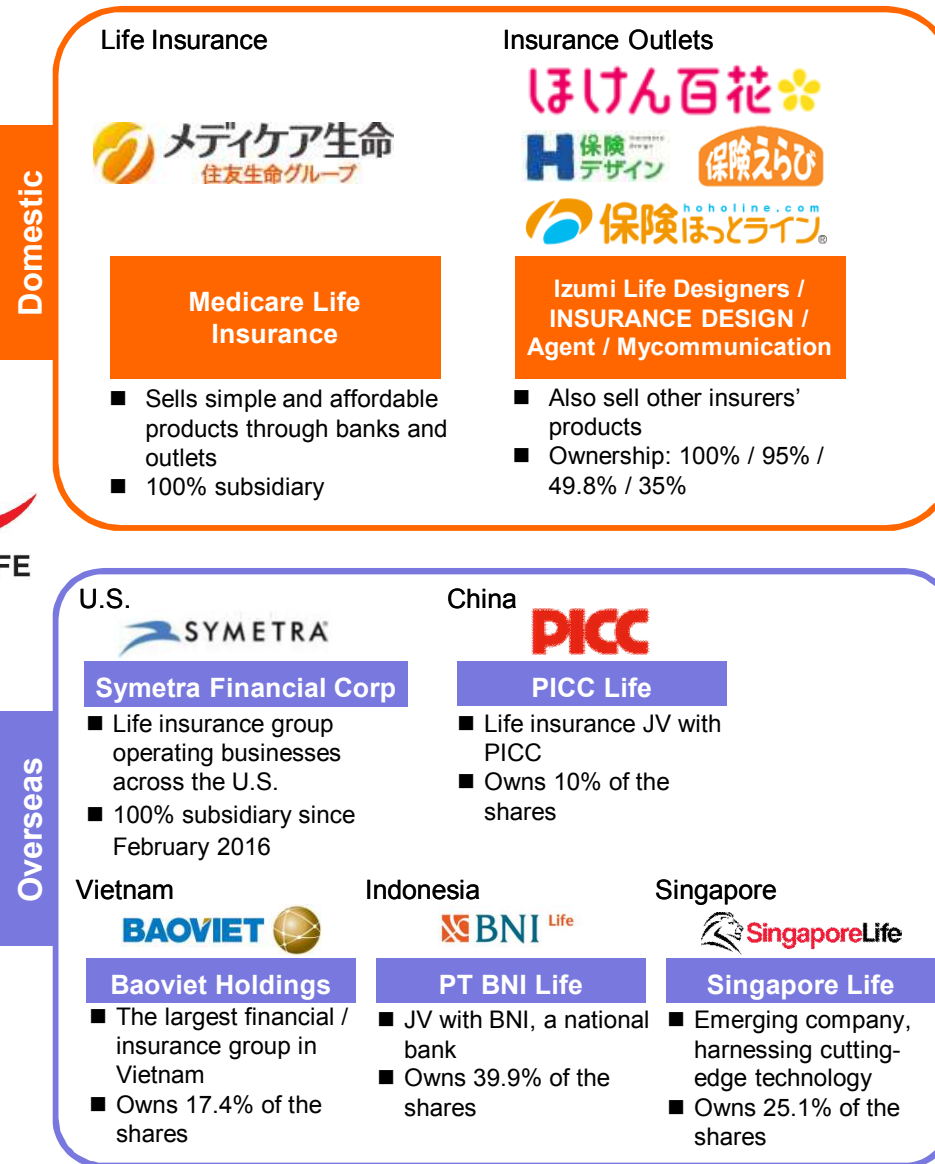 Life Insurance
メディケア生命
住友生命グループ
Medicare Life
Insurance
■ Sells simple and affordable
products through banks and
outlets
■ 100% subsidiary
Insurance Outlets
ほけん百花
H 保険
デザイン
保険えらび
hoholine.com
保険ほっとライン®
Izumi Life Designers /
INSURANCE DESIGN /
Agent / Mycommunication
■ Also sell other insurers’
products
■ Ownership: 100% / 95% /
49.8% / 35%
Domestic
FE
Overseas
U.S.
SYMETRA
Symetra Financial Corp
■ Life insurance group
operating businesses
across the U.S.
■ 100% subsidiary since
February 2016
China
PICC
PICC Life
■ Life insurance JV with
PICC
■ Owns 10% of the
shares
Vietnam
BAOVIET
Baoviet Holdings
■ The largest financial /
insurance group in
Vietnam
■ Owns 17.4% of the
shares
Indonesia
BNI Life
PT BNI Life
■ JV with BNI, a national
bank
■ Owns 39.9% of the
shares
Singapore
SingaporeLife
Singapore Life
■ Emerging company,
harnessing cutting-
edge technology
■ Owns 25.1% of the
shares